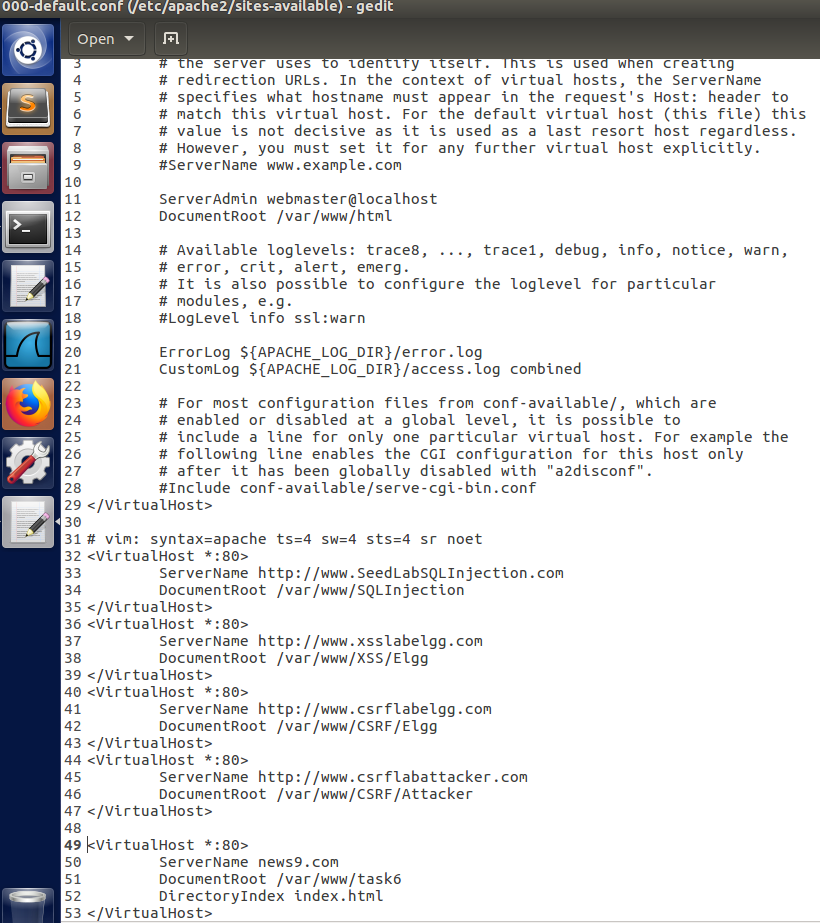 000-default.conf (/etc/apache2/sites-available) - gedit
Open
3 # the server uses to identify itself. This is used when creating
4 # redirection URLs. In the context of virtual hosts, the ServerName
5 # specifies what hostname must appear in the request's Host: header to
6 # match this virtual host. For the default virtual host (this file) this
7 # value is not decisive as it is used as a last resort host regardless.
8 # However, you must set it for any further virtual host explicitly.
9 #ServerName www.example.com
10
11 ServerAdmin webmaster@localhost
12 DocumentRoot /var/www/html
13
14 # Available loglevels: trace8, ..., trace1, debug, info, notice, warn,
15 # error, crit, alert, emerg.
16 # It is also possible to configure the loglevel for particular
17 # modules, e.g.
18 #LogLevel info ssl:warn
19
20 ErrorLog ${APACHE_LOG_DIR}/error.log
21 CustomLog ${APACHE_LOG_DIR}/access.log combined
22
23 # For most configuration files from conf-available/, which are
24 # enabled or disabled at a global level, it is possible to
25 # include a line for only one particular virtual host. For example the
26 # following line enables the CGI configuration for this host only
27 # after it has been globally disabled with "a2disconf".
28 #Include conf-available/serve-cgi-bin.conf
29 </VirtualHost>
30
31 # vim: syntax=apache ts=4 sw=4 sts=4 sr noet
32 <VirtualHost *:80>
33 ServerName http://www.SeedLabSQLInjection.com
34 DocumentRoot /var/www/SQLInjection
35 </VirtualHost>
36 <VirtualHost *:80>
37 ServerName http://www.xsslabelgg.com
38 DocumentRoot /var/www/XSS/Elgg
39 </VirtualHost>
40 <VirtualHost *:80>
41 ServerName http://www.csrflabelgg.com
42 DocumentRoot /var/www/CSRF/Elgg
43 </VirtualHost>
44 <VirtualHost *:80>
45 ServerName http://www.csrflabattacker.com
46 DocumentRoot /var/www/CSRF/Attacker
47 </VirtualHost>
48
49 <VirtualHost *:80>
50 ServerName news9.com
51 DocumentRoot /var/www/task6
52 DirectoryIndex index.html
53 </VirtualHost>